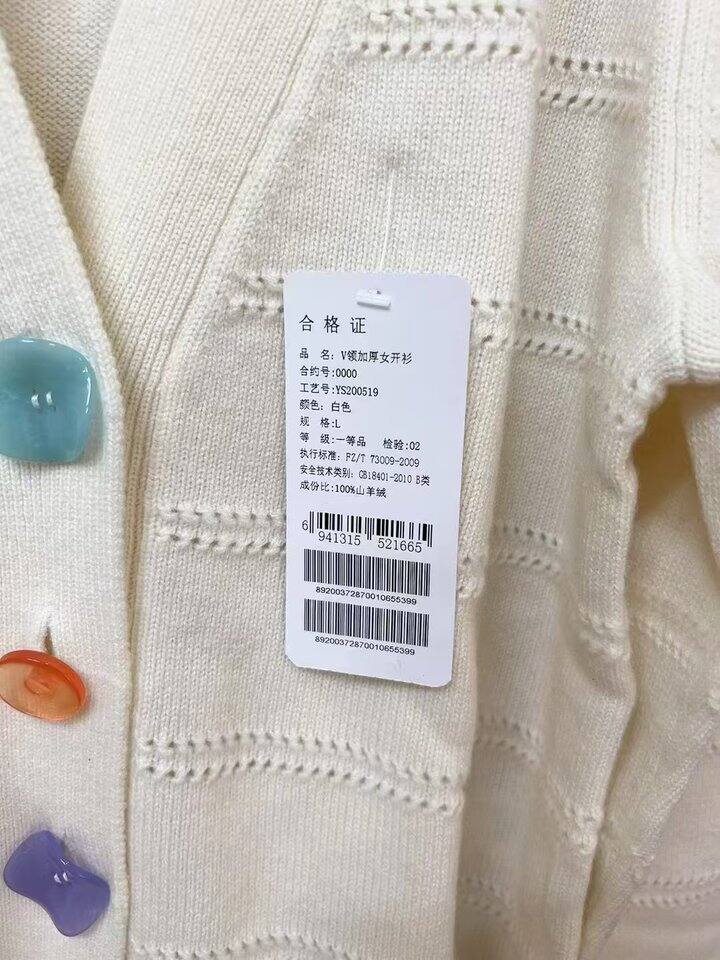 合格证
品 名: V领加厚女开衫
合约号:0000
工艺号:YS200519
颜色: 白色
规 格:L
等 级:一等品 检验:02
执行标准: FZ/T 73009-2009
安全技术类别: GB18401-2010 B类
成份比:100%山羊绒
6 941315 521665
89200372870010655399
89200372870010655399